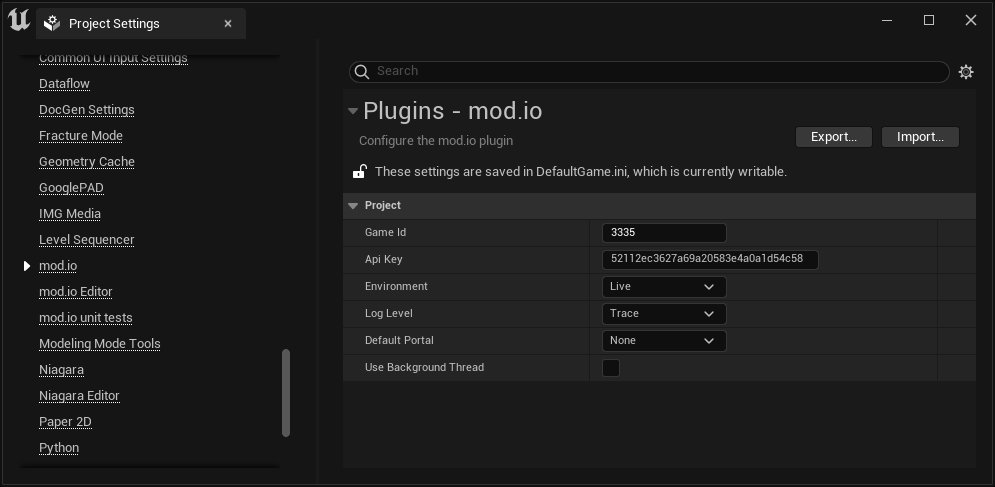 Project Settings
Common UI Input Settings
Dataflow
DocGen Settings
Fracture Mode
Geometry Cache
GooglePAD
IMG Media
Level Sequencer
mod.io
mod.io Editor
mod.io unit tests
Modeling Mode Tools
Niagara
Niagara Editor
Paper 2D
Python
Search
Plugins - mod.io
Configure the mod.io plugin
Export... Import...
These settings are saved in DefaultGame.ini, which is currently writable.
Project
Game Id 3335
Api Key 52112ec3627a69a20583e4a0a1d54c58
Environment Live
Log Level Trace
Default Portal None
Use Background Thread